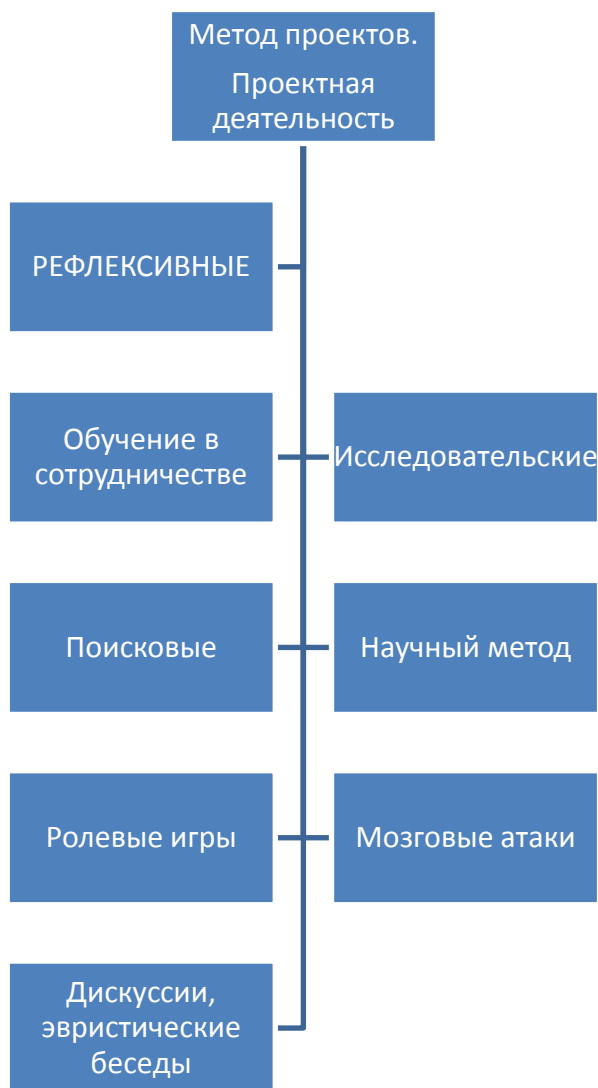 Метод проектов.
Проектная
деятельность
РЕФЛЕКСИВНЫЕ
Обучение в
сотрудничестве
Исследовательские
Поисковые
Научный метод
Ролевые игры
Мозговые атаки
Дискуссии,
эвристические
беседы